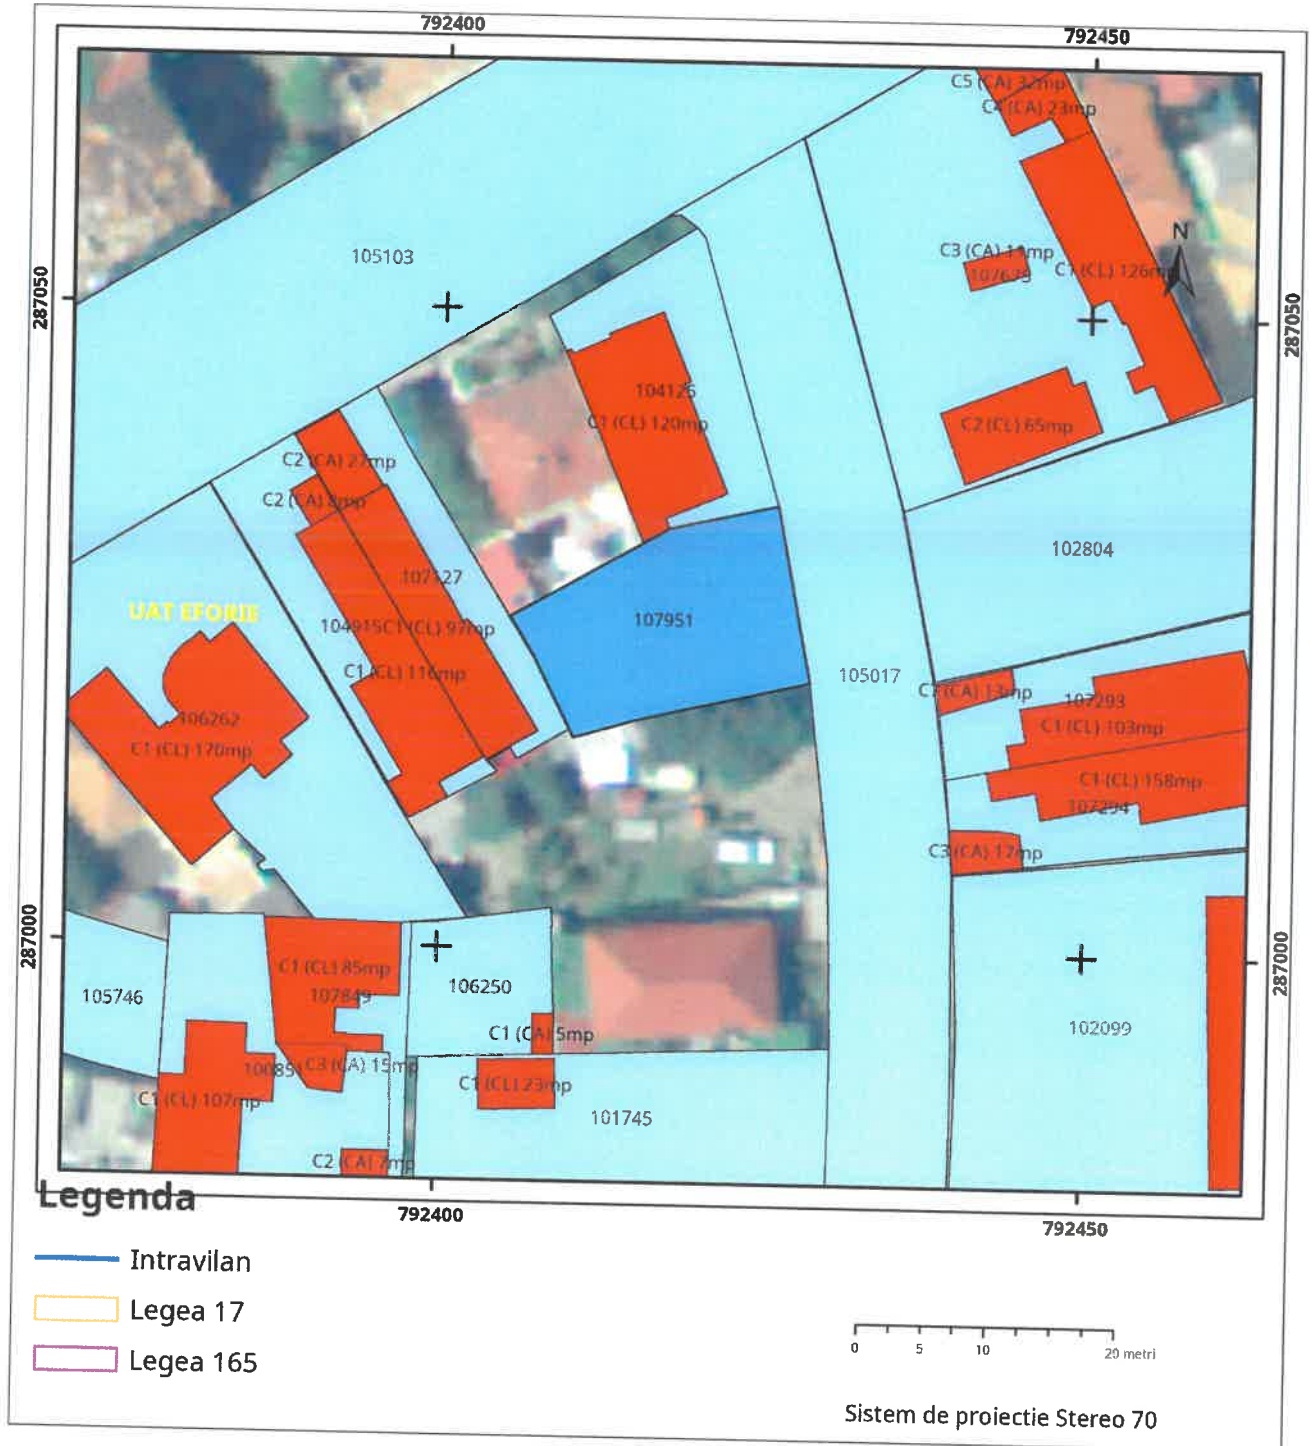 792400
792450
C5 (CA) 32mp
C4 (CA) 23mp
N
105103
C3 (CA) 11mp
C1 (CL) 126mp
287050
287050
104126
C1 (CL) 120mp
C2 (CL) 65mp
C2 (CA) 27mp
C2 (CA) 8mp
102804
107127
UAT EFORIE
107951
104915C1 (CL) 97mp
C1 (CL) 116mp
105017
(CA) 13mp
107293
106262
C1 (CL) 103mp
C1 (CL) 170mp
C1 (CL) 158mp
107294
C3 (CA) 12mp
287000
287000
C1 (CL) 85mp
107849
105746
106250
102099
C1 (CA) 5mp
C3 (CA) 15mp
C1 (CL) 23mp
C1 (CL) 107mp
101745
C2 (CA) 7mp
Legenda
792400
792450
Intravilan
Legea 17
Legea 165
0 5 10 20 metri
Sistem de proiectie Stereo 70